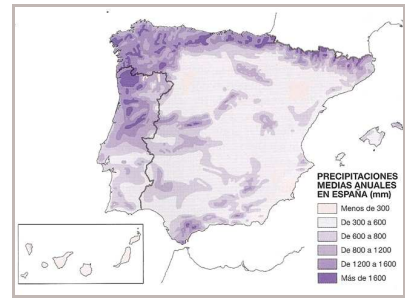 PRECIPITACIONES
MEDIAS ANUALES
EN ESPAÑA (mm)
Menos de 300
De 300 a 600
De 600 a 800
De 800 a 1200
De 1200 a 1600
Más de 1600